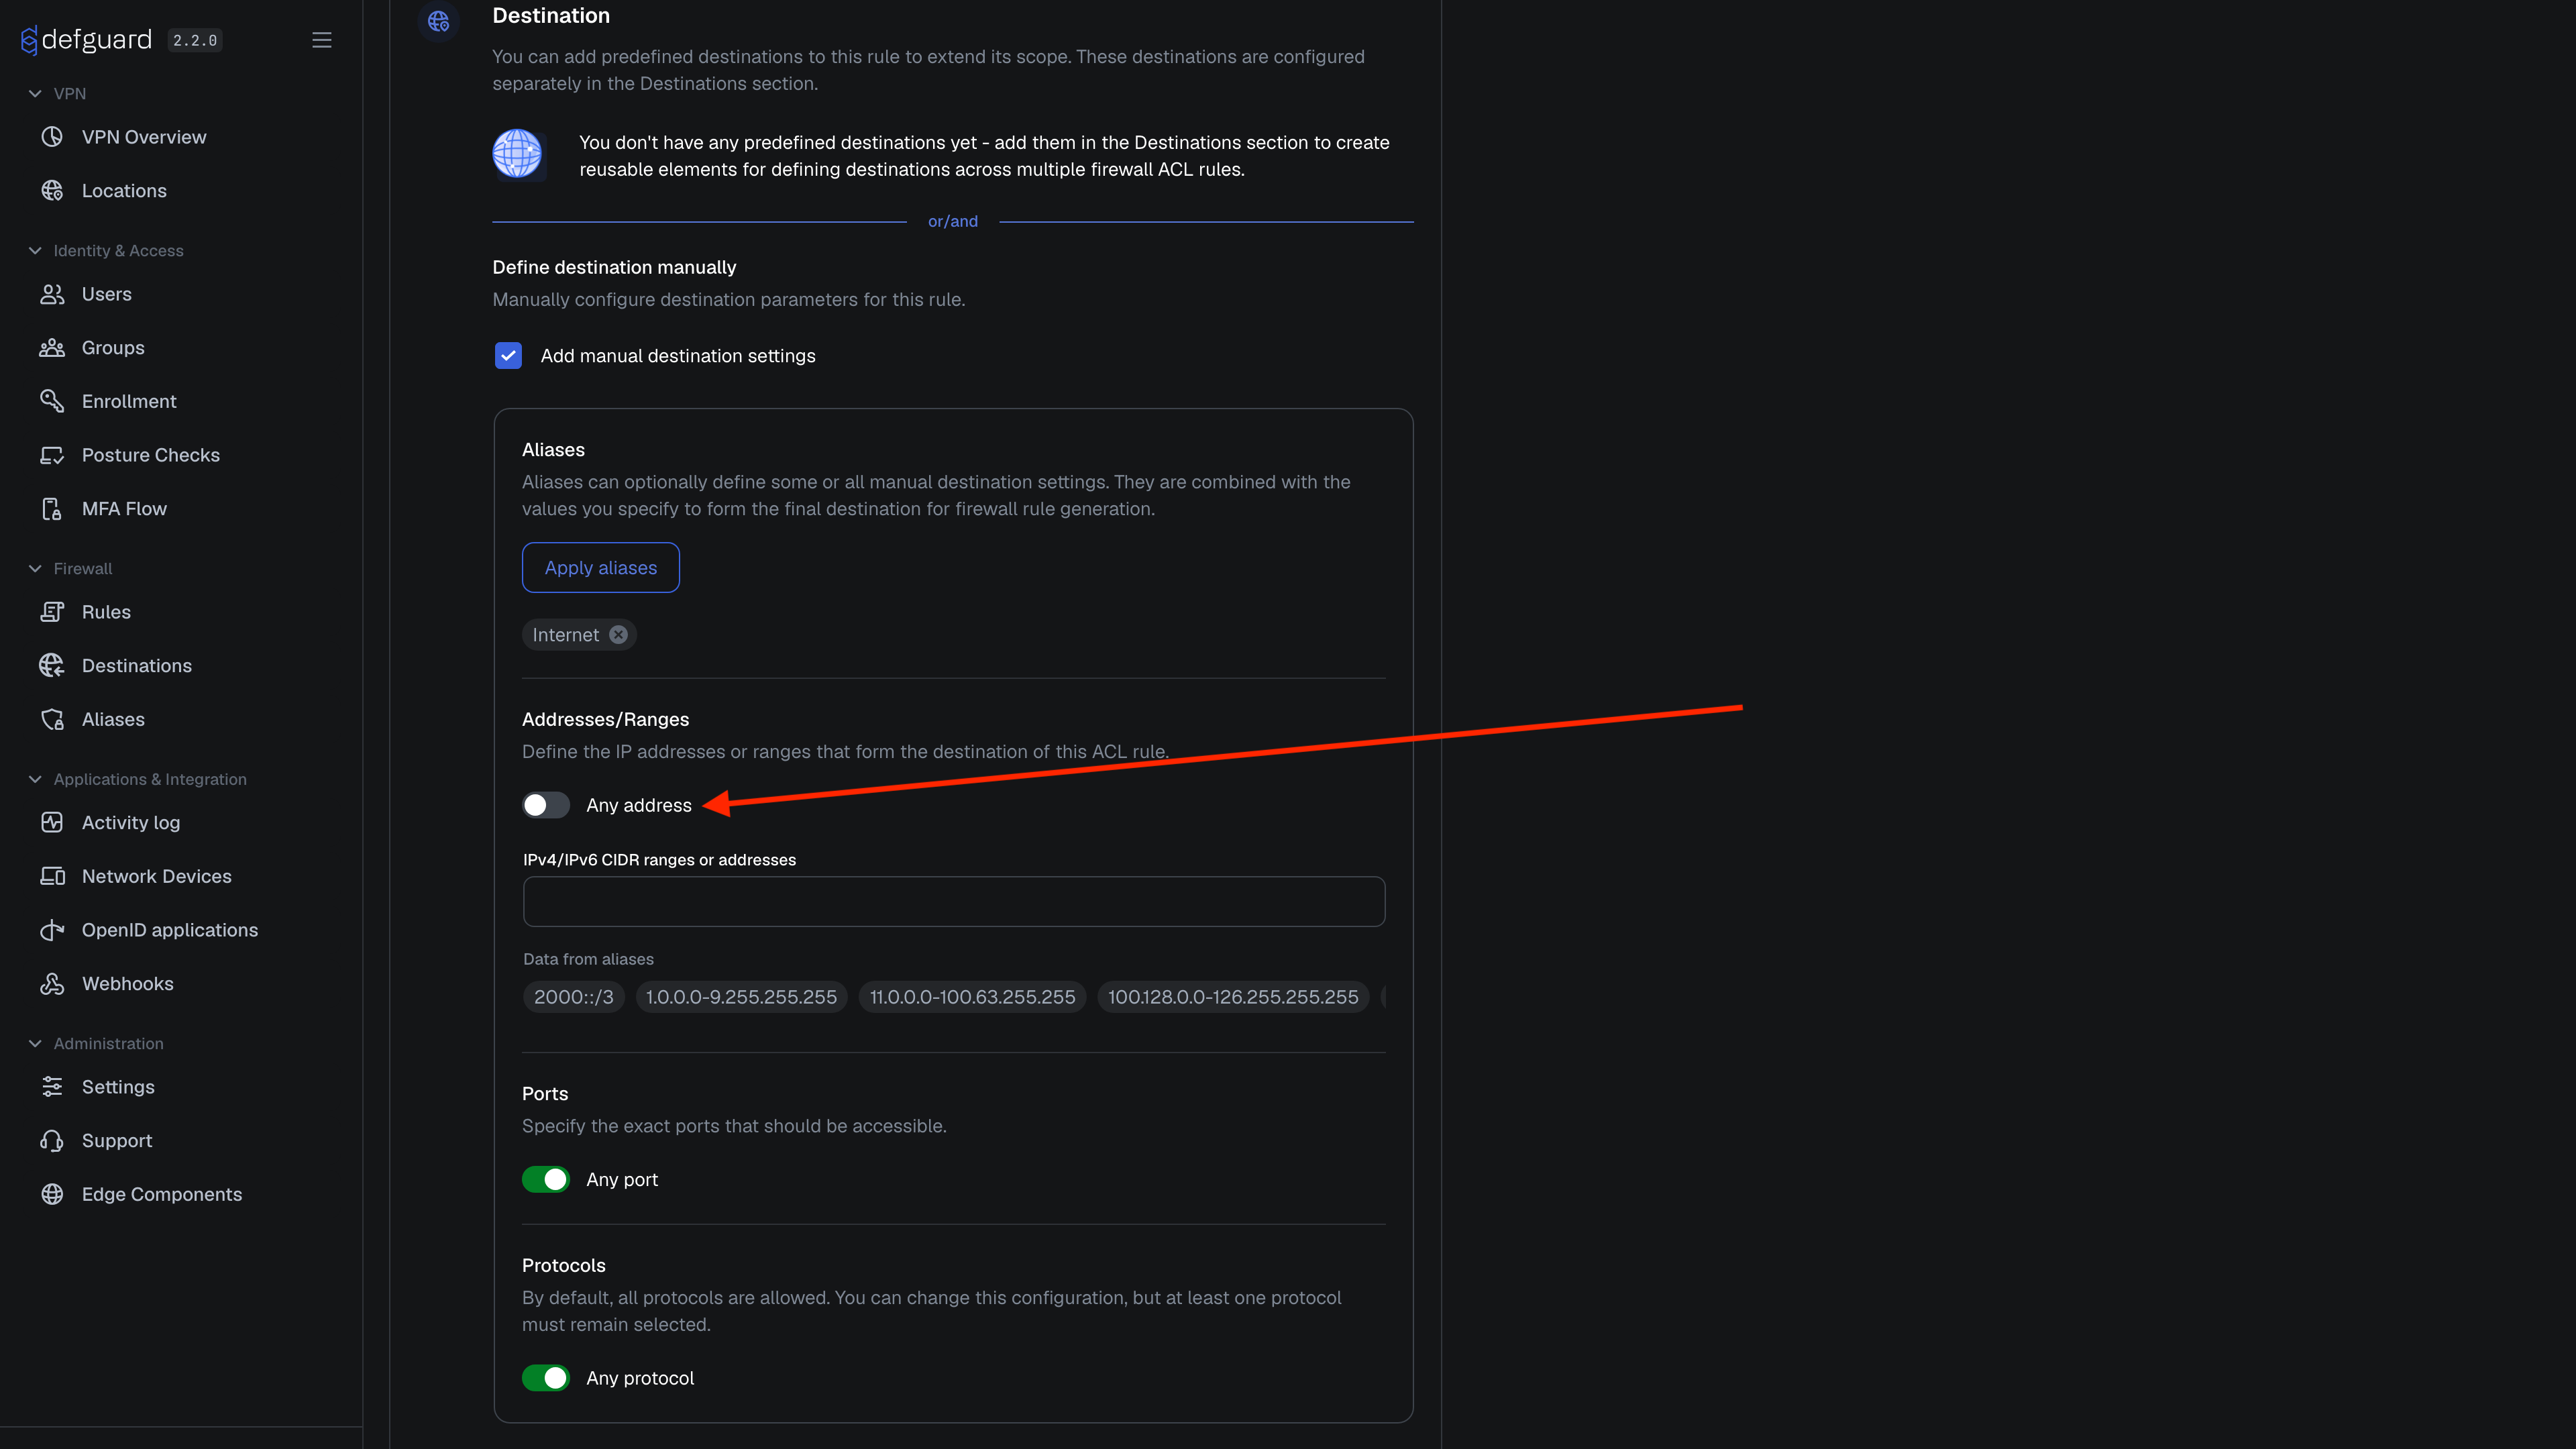 defguard 2.2.0
VPN
VPN Overview
Locations
Identity & Access
Users
Groups
Enrollment
Posture Checks
MFA Flow
Firewall
Rules
Destinations
Aliases
Applications & Integration
Activity log
Network Devices
OpenID applications
Webhooks
Administration
Settings
Support
Edge Components
Destination
You can add predefined destinations to this rule to extend its scope. These destinations are configured
separately in the Destinations section.
You don't have any predefined destinations yet - add them in the Destinations section to create
reusable elements for defining destinations across multiple firewall ACL rules.
or/and
Define destination manually
Manually configure destination parameters for this rule.
Add manual destination settings
Aliases
Aliases can optionally define some or all manual destination settings. They are combined with the
values you specify to form the final destination for firewall rule generation.
Apply aliases
Internet
Addresses/Ranges
Define the IP addresses or ranges that form the destination of this ACL rule.
Any address
IPv4/IPv6 CIDR ranges or addresses
Data from aliases
2000::/3 1.0.0.0-9.255.255.255 11.0.0.0-100.63.255.255 100.128.0.0-126.255.255.255
Ports
Specify the exact ports that should be accessible.
Any port
Protocols
By default, all protocols are allowed. You can change this configuration, but at least one protocol
must remain selected.
Any protocol